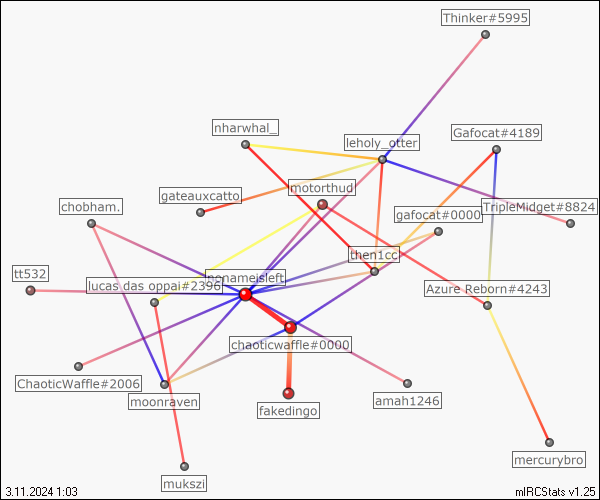 Thinker#5995
nharwhal_
leholy_otter
Gafocat#4189
gateauxcatto
motorthud
chobham.
gafocat#0000
TripleMidget#8824
then1cc
tt532
nonameisleft
lucas das oppai#2396
Azure Reborn#4243
chaoticwaffle#0000
ChaoticWaffle#2006
moonraven
amah1246
fakedingo
mercurybro
mukszi
3.11.2024 1:03
mIRCStats v1.25